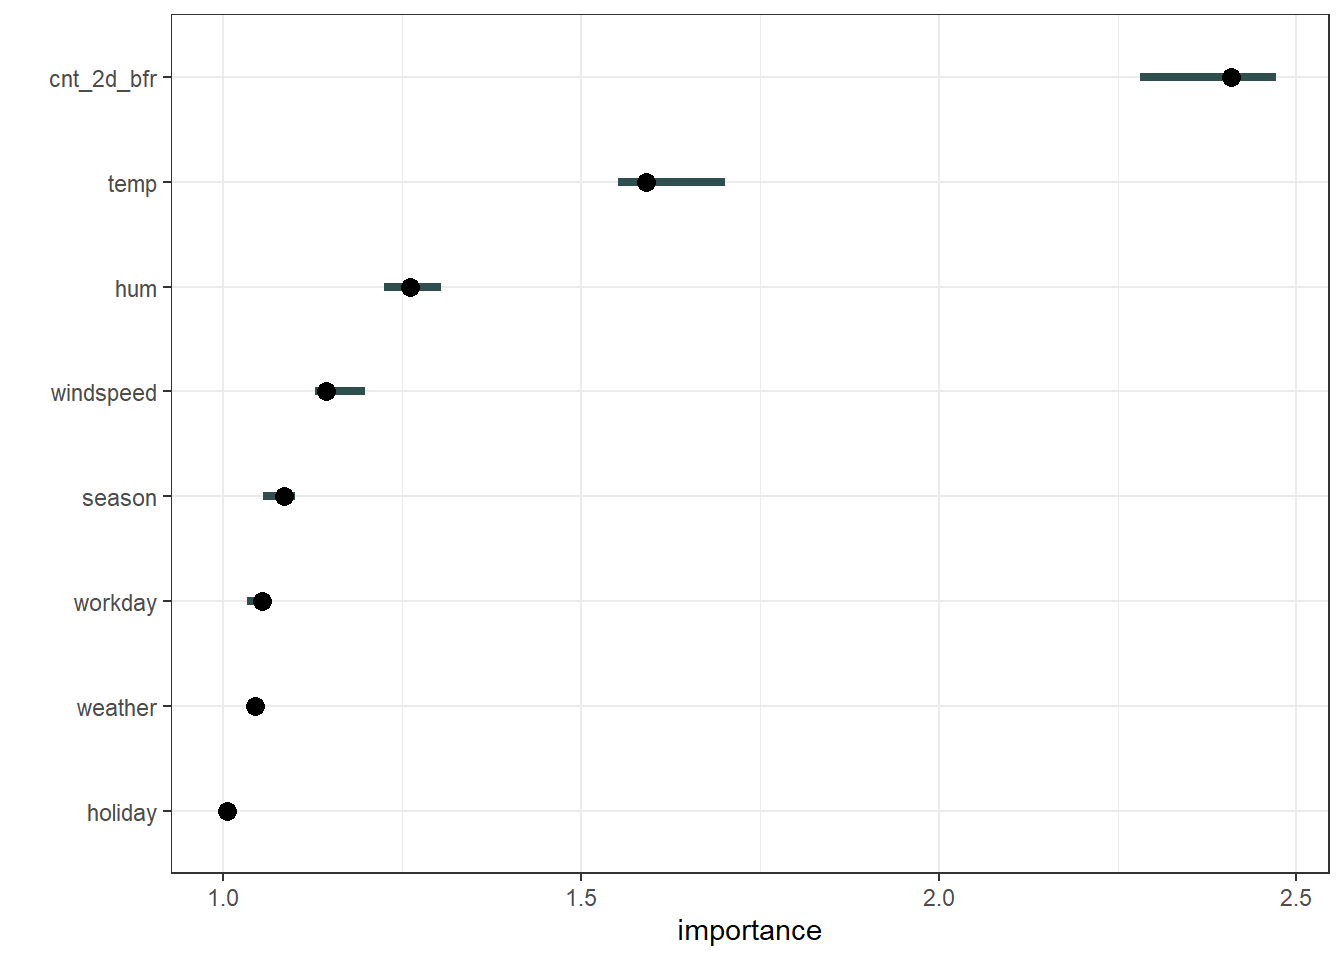 cnt_2d_bfr
temp
hum
windspeed
season
workday
weather
holiday
1.0 1.5 2.0 2.5
importance